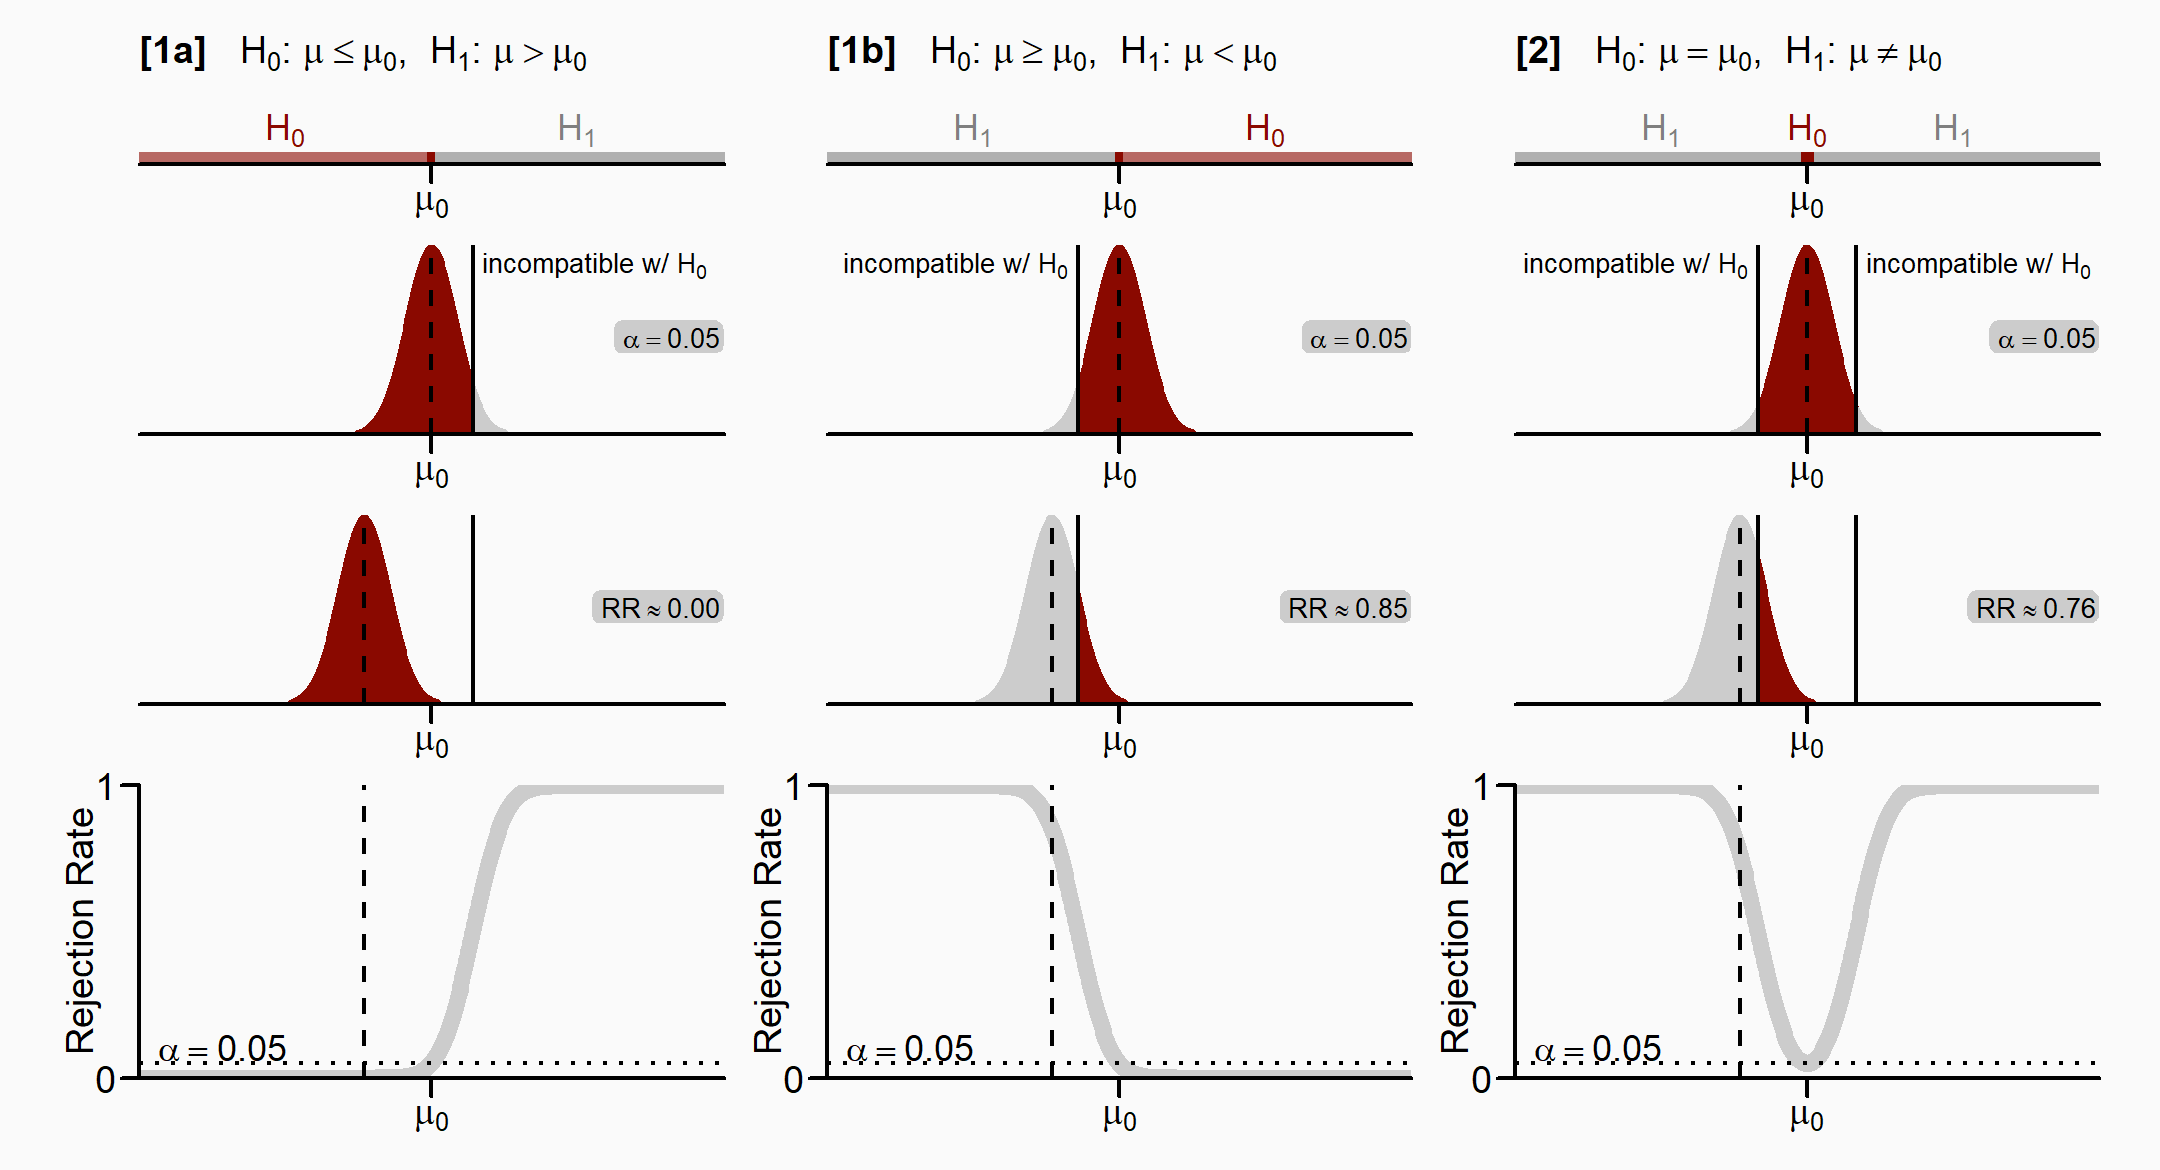 [1a] H₀: μ ≤ μ₀, H₁: μ > μ₀
H₀ H₁
μ₀
incompatible w/ H₀
α = 0.05
μ₀
RR ≈ 0.00
μ₀
Rejection Rate
1
α = 0.05
0
μ₀
[1b] H₀: μ ≥ μ₀, H₁: μ < μ₀
H₁ H₀
μ₀
incompatible w/ H₀
α = 0.05
μ₀
RR ≈ 0.85
μ₀
Rejection Rate
1
α = 0.05
0
μ₀
[2] H₀: μ = μ₀, H₁: μ ≠ μ₀
H₁ H₀ H₁
μ₀
incompatible w/ H₀ incompatible w/ H₀
α = 0.05
μ₀
RR ≈ 0.76
μ₀
Rejection Rate
1
α = 0.05
0
μ₀